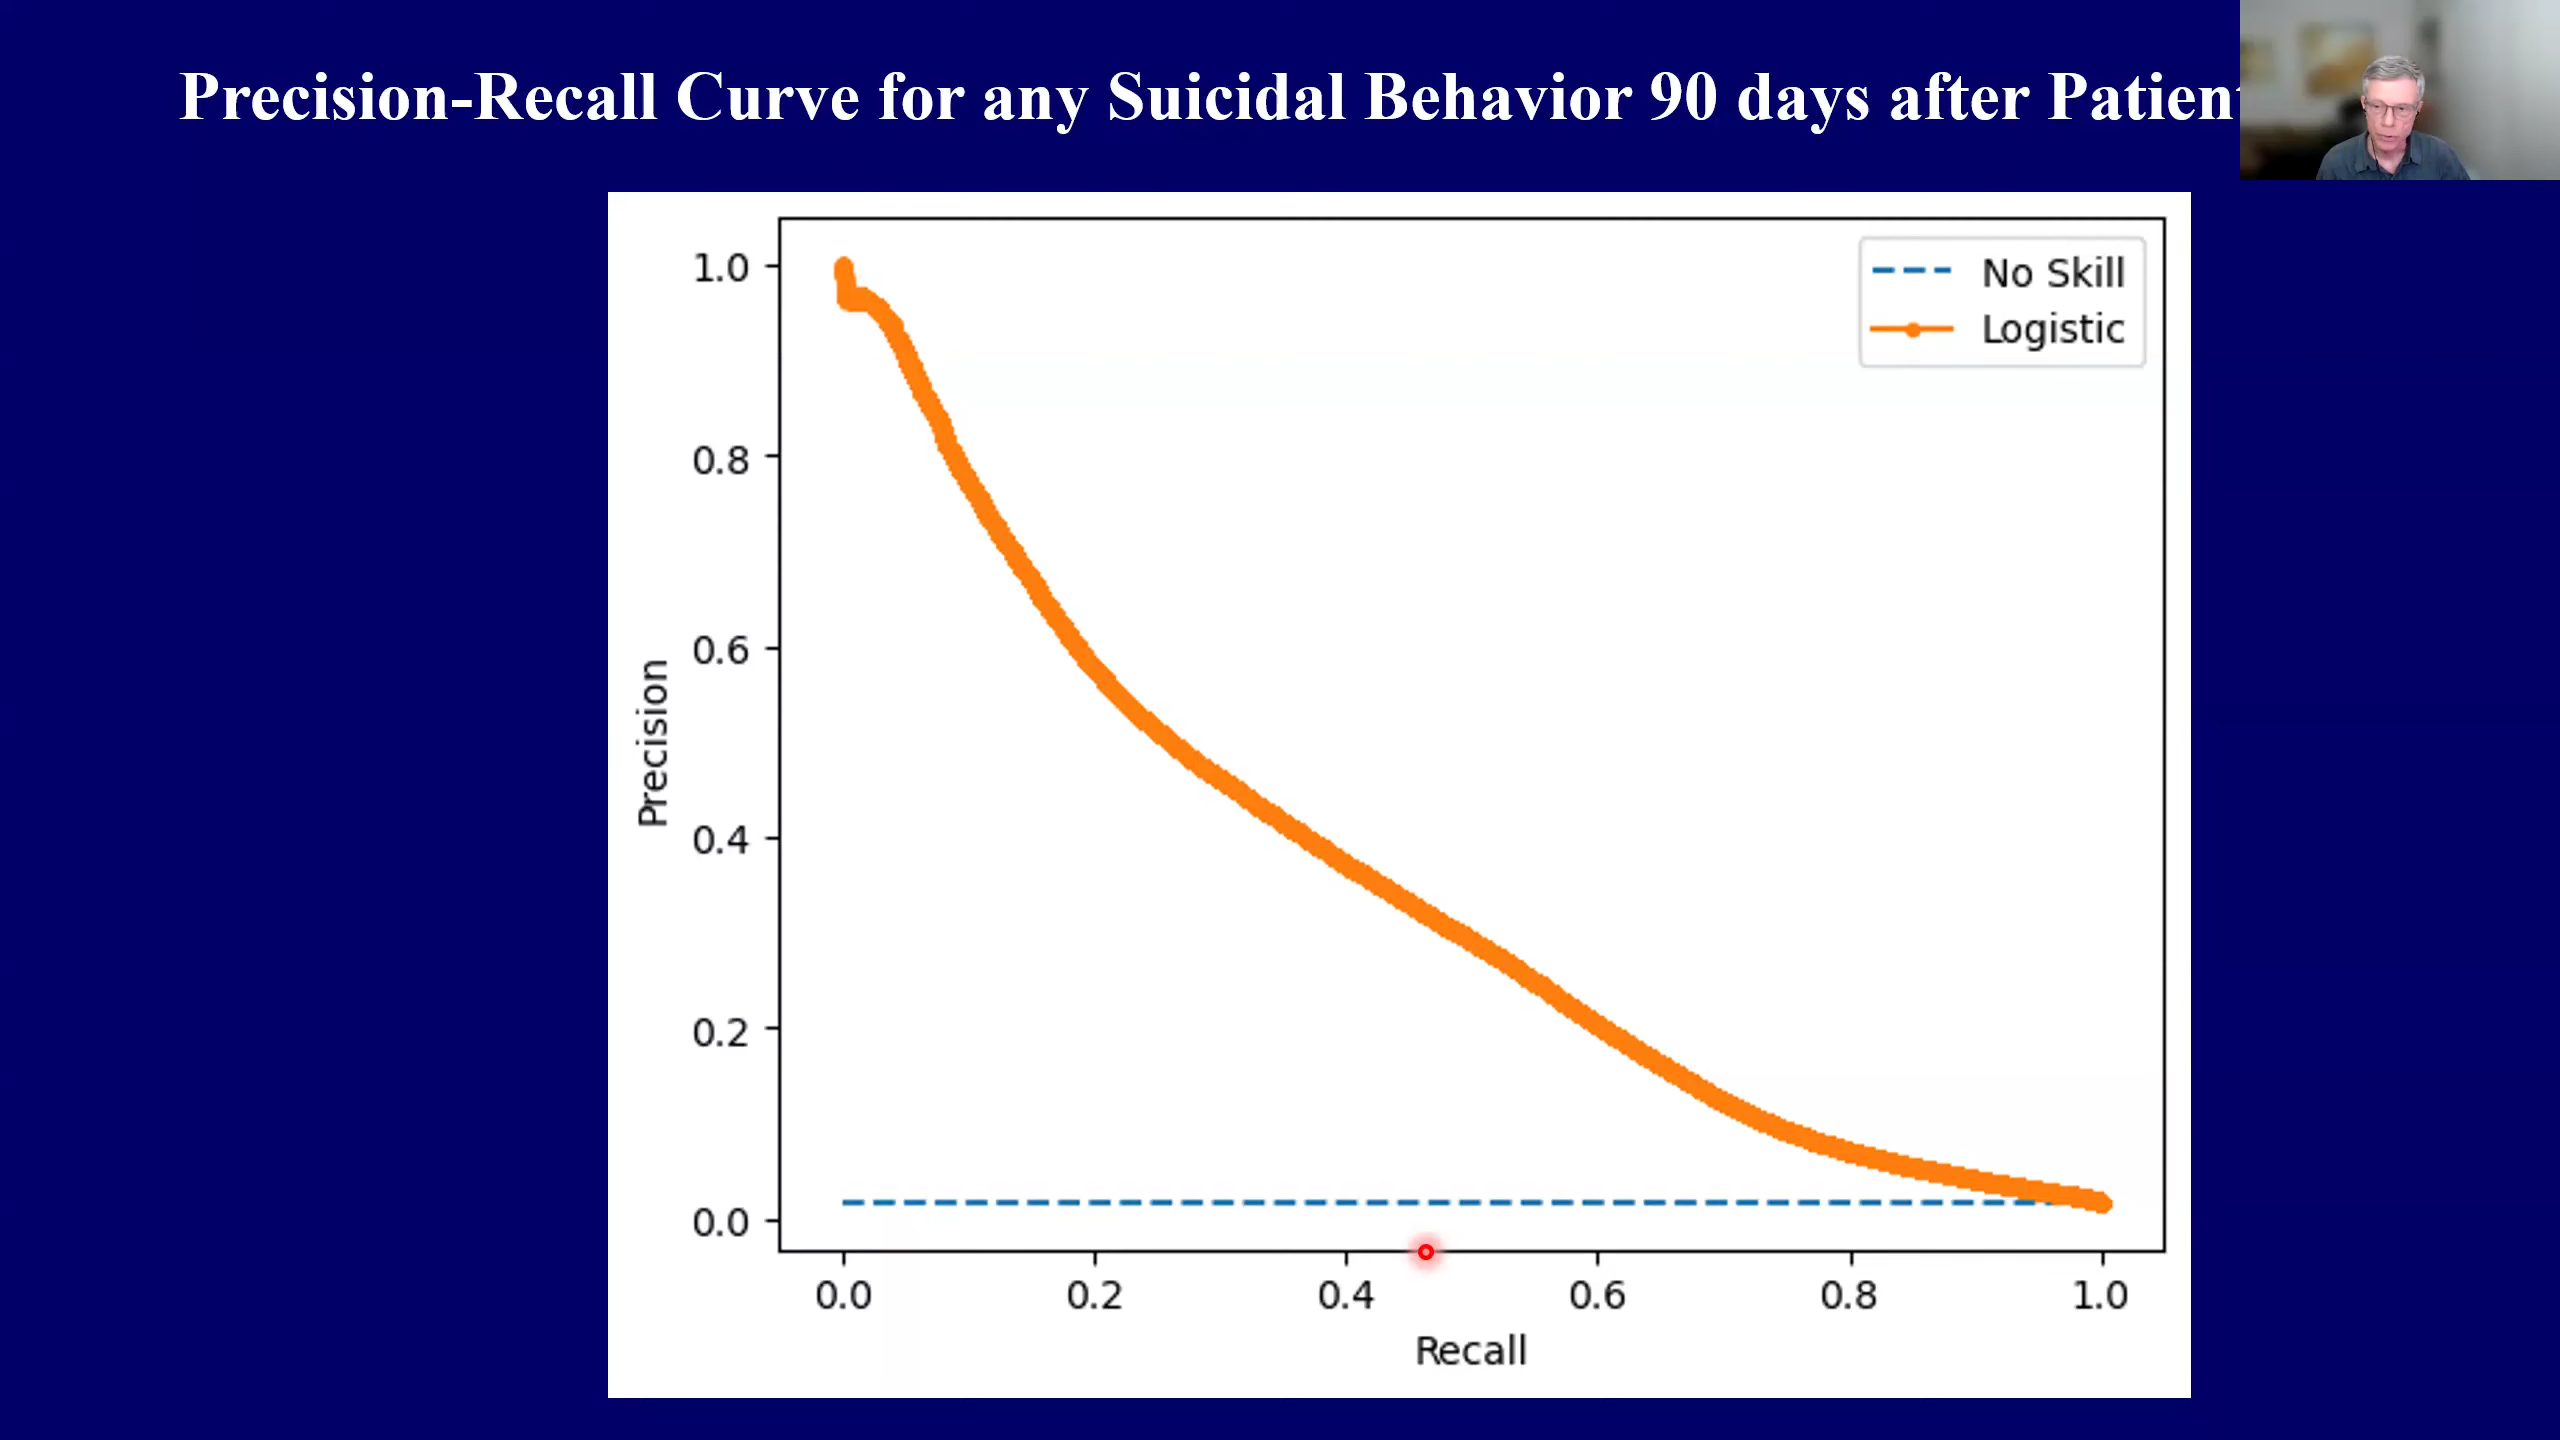 Precision-Recall Curve for any Suicidal Behavior 90 days after Patient
No Skill
Logistic
1.0
0.8
0.6
0.4
0.2
0.0
Precision
0.0 0.2 0.4 0.6 0.8 1.0
Recall